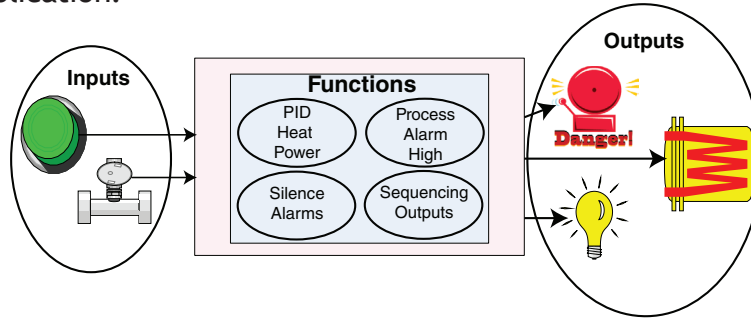 Outputs
Inputs
Functions
PID
Heat
Power
Process
Alarm
High
Silence
Alarms
Sequencing
Outputs
Danger!